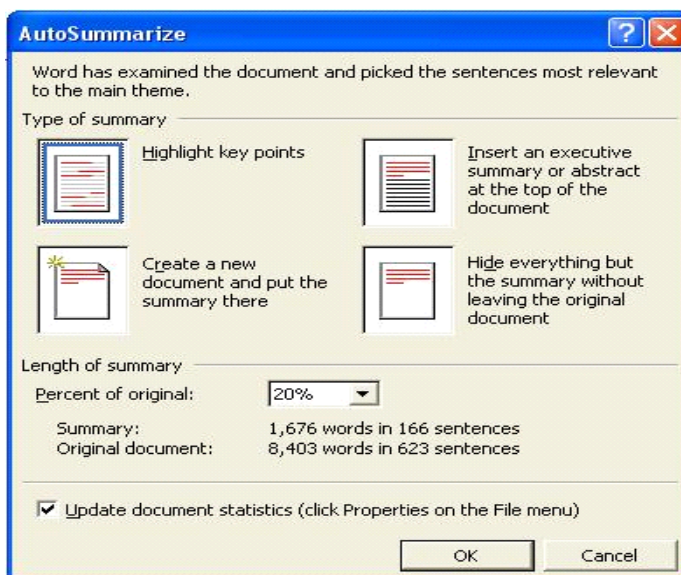 AutoSummarize
Word has examined the document and picked the sentences most relevant
to the main theme.
Type of summary
Highlight key points
Insert an executive
summary or abstract
at the top of the
document
Create a new
document and put the
summary there
Hide everything but
the summary without
leaving the original
document
Length of summary
Percent of original: 20%
Summary: 1,676 words in 166 sentences
Original document: 8,403 words in 623 sentences
Update document statistics (click Properties on the File menu)
OK Cancel